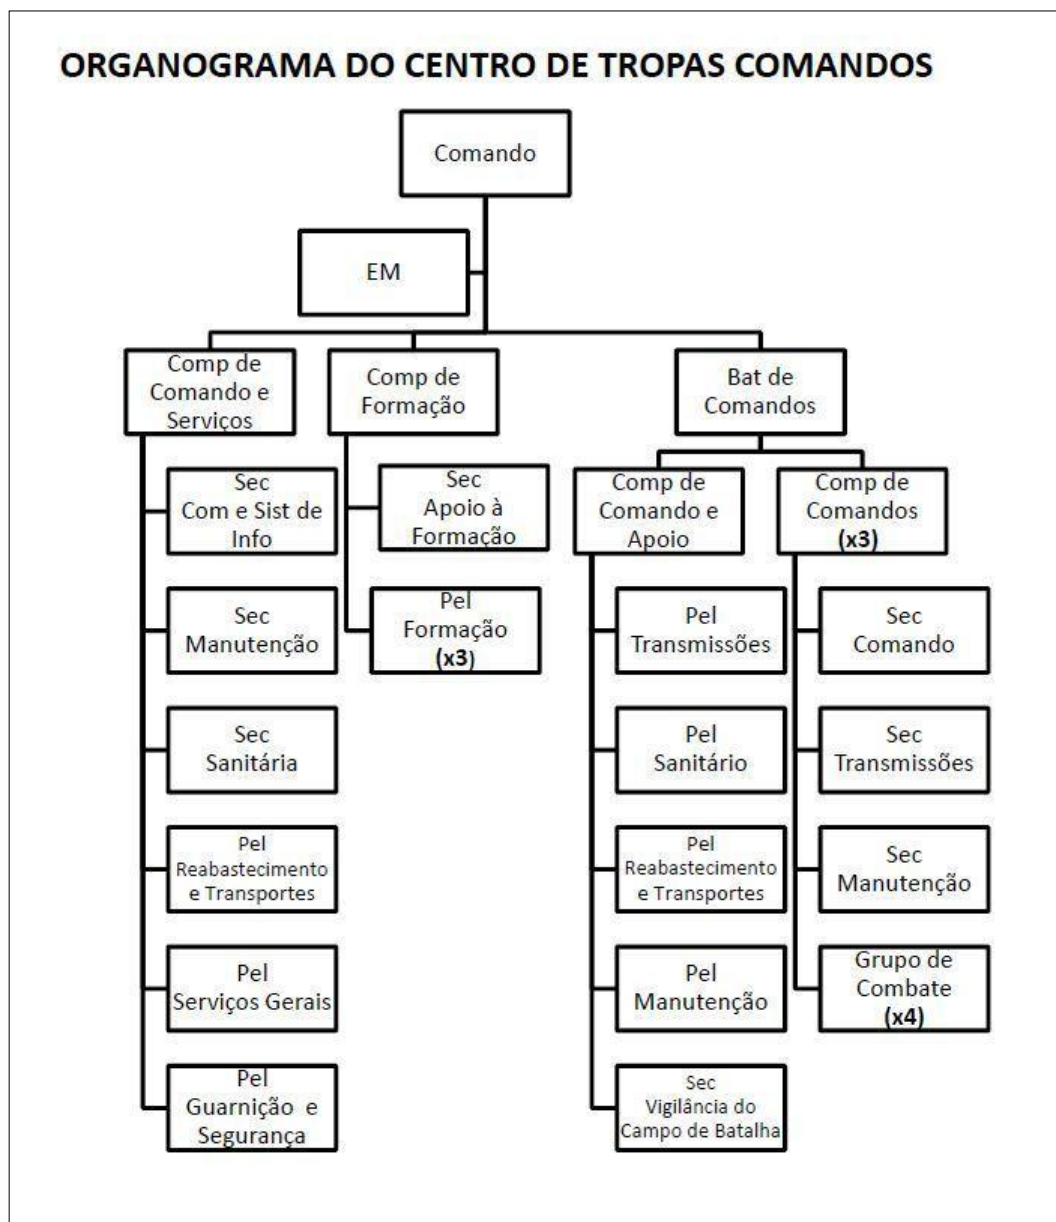 ORGANOGRAMA DO CENTRO DE TROPAS COMANDOS
Comando
EM
Comp de
Comando e
Serviços
Comp de
Formação
Bat de
Comandos
Sec
Com e Sist de
Info
Sec
Manutenção
Sec
Sanitária
Pel
Reabastecimento
e Transportes
Pel
Serviços Gerais
Pel
Guarnição e
Segurança
Sec
Apoio à
Formação
Pel
Formação
(x3)
Comp de
Comando e
Apoio
Pel
Transmissões
Pel
Sanitário
Pel
Reabastecimento
e Transportes
Pel
Manutenção
Sec
Vigilância do
Campo de Batalha
Comp de
Comandos
(x3)
Sec
Comando
Sec
Transmissões
Sec
Manutenção
Grupo de
Combate
(x4)